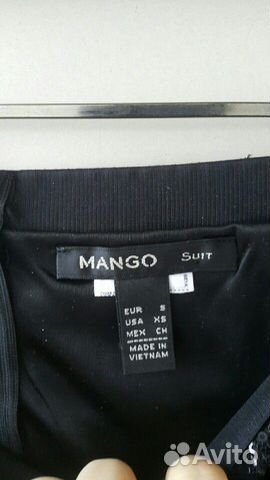 MANGO SUIT
EUR S
USA XS
MEX CH
MADE IN
VIETNAM
Avito